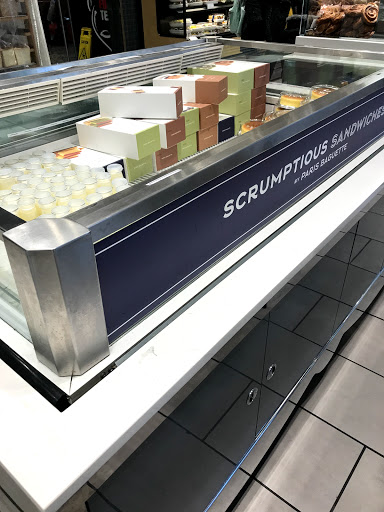 SCRUMPTIOUS SANDWICHES
BY PARIS BAGUETTE